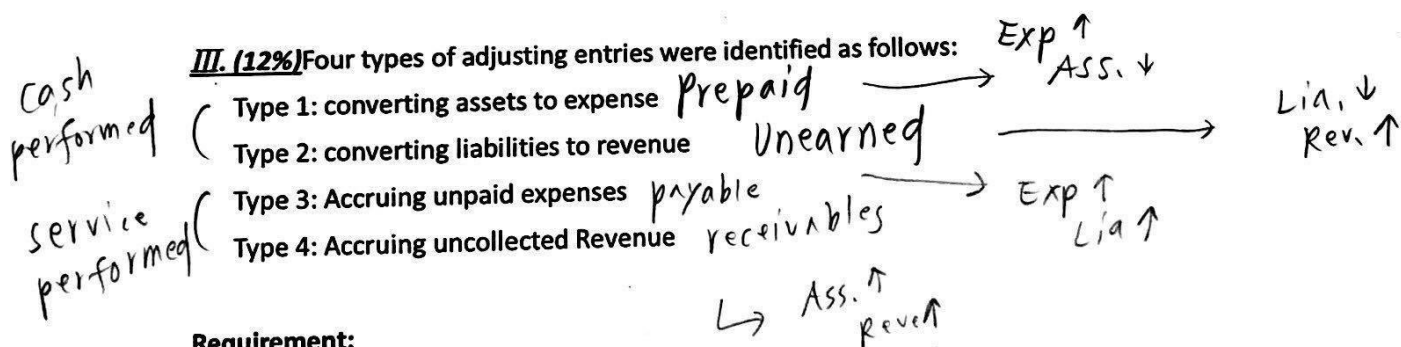 III. (12%)Four types of adjusting entries were identified as follows:
Exp ↑
Ass. ↓
cash
performed
Type 1: converting assets to expense prepaid
Type 2: converting liabilities to revenue Unearned
Lia. ↓
Rev. ↑
service
performed
Type 3: Accruing unpaid expenses payable
Type 4: Accruing uncollected Revenue receivables
Exp ↑
Lia ↑
Ass. ↑
Reve↑
Requirement: